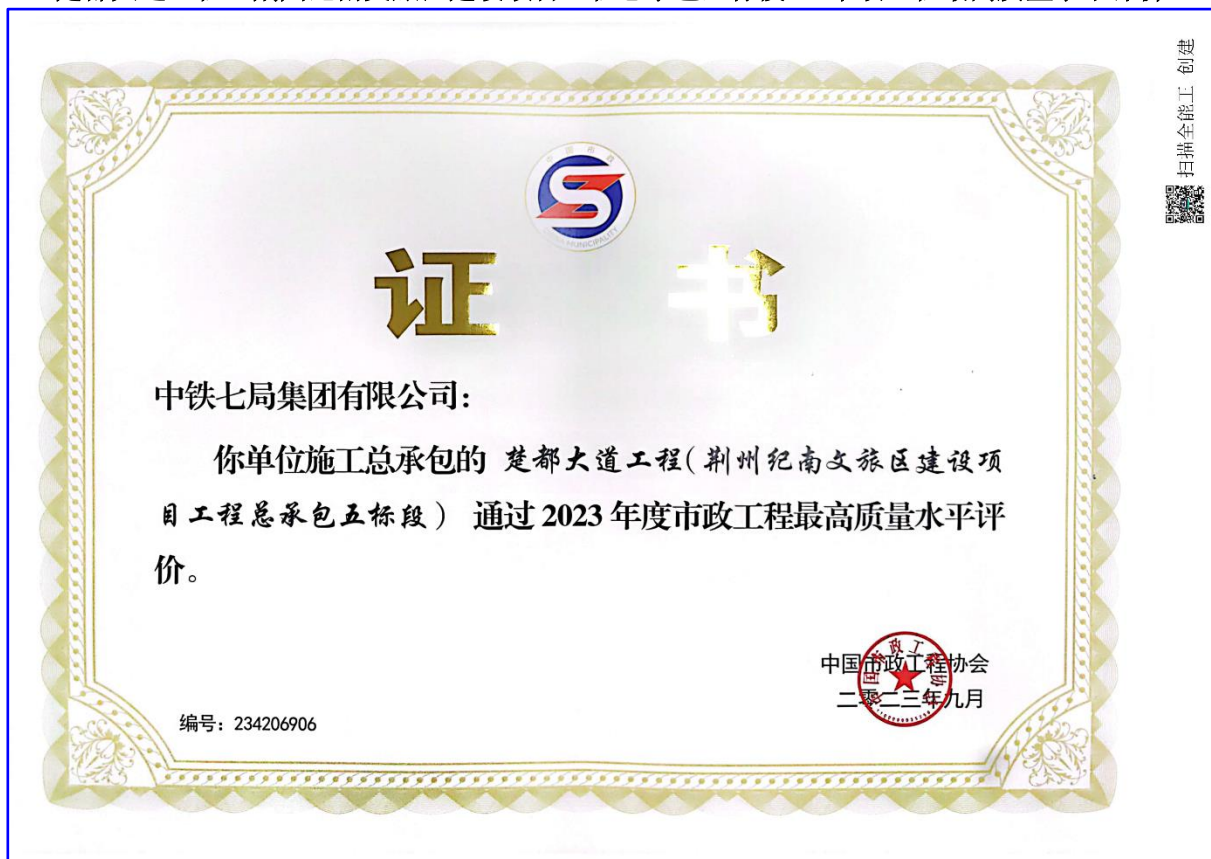 证 书
中铁七局集团有限公司：
你单位施工总承包的 楚都大道工程（荆州纪南文旅区建设项
目工程总承包五标段） 通过 2023 年度市政工程最高质量水平评
价。
中国市政工程协会
二零二三年九月
编号：234206906
扫描全能王 创建